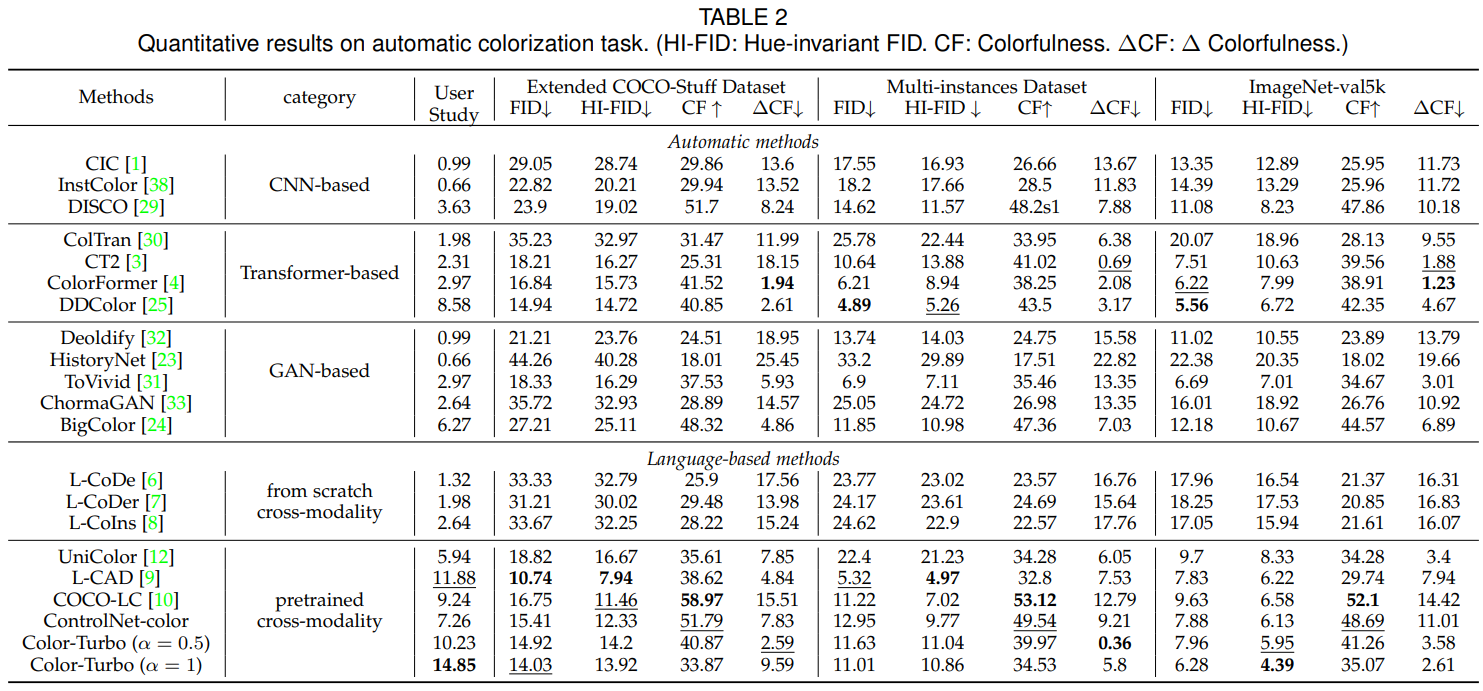 TABLE 2
Quantitative results on automatic colorization task. (HI-FID: Hue-invariant FID. CF: Colorfulness. ΔCF: Δ Colorfulness.)
Methods category User Study Extended COCO-Stuff Dataset Multi-instances Dataset ImageNet-val5k
FID↓ HI-FID↓ CF ↑ ΔCF↓ FID↓ HI-FID ↓ CF↑ ΔCF↓ FID↓ HI-FID↓ CF↑ ΔCF↓
Automatic methods
CIC [1] 0.99 29.05 28.74 29.86 13.6 17.55 16.93 26.66 13.67 13.35 12.89 25.95 11.73
InstColor [38] CNN-based 0.66 22.82 20.21 29.94 13.52 18.2 17.66 28.5 11.83 14.39 13.29 25.96 11.72
DISCO [29] 3.63 23.9 19.02 51.7 8.24 14.62 11.57 48.2s1 7.88 11.08 8.23 47.86 10.18
ColTran [30] 1.98 35.23 32.97 31.47 11.99 25.78 22.44 33.95 6.38 20.07 18.96 28.13 9.55
CT2 [3] Transformer-based 2.31 18.21 16.27 25.31 18.15 10.64 13.88 41.02 0.69 7.51 10.63 39.56 1.88
ColorFormer [4] 2.97 16.84 15.73 41.52 1.94 6.21 8.94 38.25 2.08 6.22 7.99 38.91 1.23
DDColor [25] 8.58 14.94 14.72 40.85 2.61 4.89 5.26 43.5 3.17 5.56 6.72 42.35 4.67
Deoldify [32] 0.99 21.21 23.76 24.51 18.95 13.74 14.03 24.75 15.58 11.02 10.55 23.89 13.79
HistoryNet [23] GAN-based 0.66 44.26 40.28 18.01 25.45 33.2 29.89 17.51 22.82 22.38 20.35 18.02 19.66
ToVivid [31] 2.97 18.33 16.29 37.53 5.93 6.9 7.11 35.46 13.35 6.69 7.01 34.67 3.01
ChormaGAN [33] 2.64 35.72 32.93 28.89 14.57 25.05 24.72 26.98 13.35 16.01 18.92 26.76 10.92
BigColor [24] 6.27 27.21 25.11 48.32 4.86 11.85 10.98 47.36 7.03 12.18 10.67 44.57 6.89
Language-based methods
L-CoDe [6] 1.32 33.33 32.79 25.9 17.56 23.77 23.02 23.57 16.76 17.96 16.54 21.37 16.31
L-CoDer [7] from scratch cross-modality 1.98 31.21 30.02 29.48 13.98 24.17 23.61 24.69 15.64 18.25 17.53 20.85 16.83
L-CoIns [8] 2.64 33.67 32.25 28.22 15.24 24.62 22.9 22.57 17.76 17.05 15.94 21.61 16.07
UniColor [12] 5.94 18.82 16.67 35.61 7.85 22.4 21.23 34.28 6.05 9.7 8.33 34.28 3.4
L-CAD [9] 11.88 10.74 7.94 38.62 4.84 5.32 4.97 32.8 7.53 7.83 6.22 29.74 7.94
COCO-LC [10] pretrained cross-modality 9.24 16.75 11.46 58.97 15.51 11.22 7.02 53.12 12.79 9.63 6.58 52.1 14.42
ControlNet-color 7.26 15.41 12.33 51.79 7.83 12.95 9.77 49.54 9.21 7.88 6.13 48.69 11.01
Color-Turbo (α = 0.5) 10.23 14.92 14.2 40.87 2.59 11.63 11.04 39.97 0.36 7.96 5.95 41.26 3.58
Color-Turbo (α = 1) 14.85 14.03 13.92 33.87 9.59 11.01 10.86 34.53 5.8 6.28 4.39 35.07 2.61